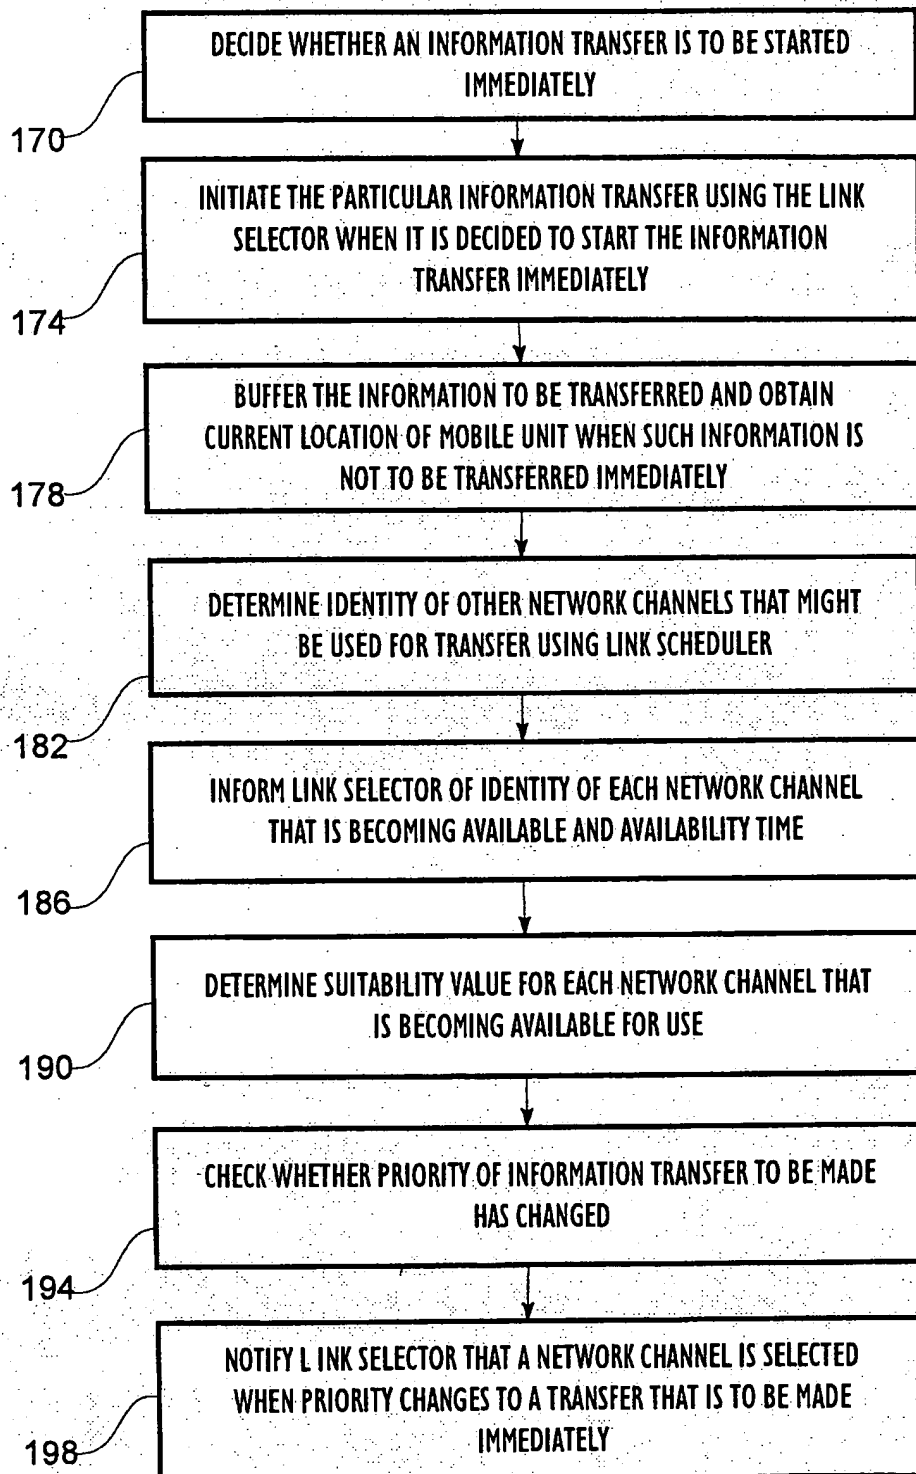 DECIDE WHETHER AN INFORMATION TRANSFER IS TO BE STARTED
IMMEDIATELY
170
INITIATE THE PARTICULAR INFORMATION TRANSFER USING THE LINK
SELECTOR WHEN IT IS DECIDED TO START THE INFORMATION
TRANSFER IMMEDIATELY
174
BUFFER THE INFORMATION TO BE TRANSFERRED AND OBTAIN
CURRENT LOCATION OF MOBILE UNIT WHEN SUCH INFORMATION IS
NOT TO BE TRANSFERRED IMMEDIATELY
178
DETERMINE IDENTITY OF OTHER NETWORK CHANNELS THAT MIGHT
BE USED FOR TRANSFER USING LINK SCHEDULER
182
INFORM LINK SELECTOR OF IDENTITY OF EACH NETWORK CHANNEL
THAT IS BECOMING AVAILABLE AND AVAILABILITY TIME
186
DETERMINE SUITABILITY VALUE FOR EACH NETWORK CHANNEL THAT
IS BECOMING AVAILABLE FOR USE
190
CHECK WHETHER PRIORITY OF INFORMATION TRANSFER TO BE MADE
HAS CHANGED
194
NOTIFY L INK SELECTOR THAT A NETWORK CHANNEL IS SELECTED
WHEN PRIORITY CHANGES TO A TRANSFER THAT IS TO BE MADE
IMMEDIATELY
198